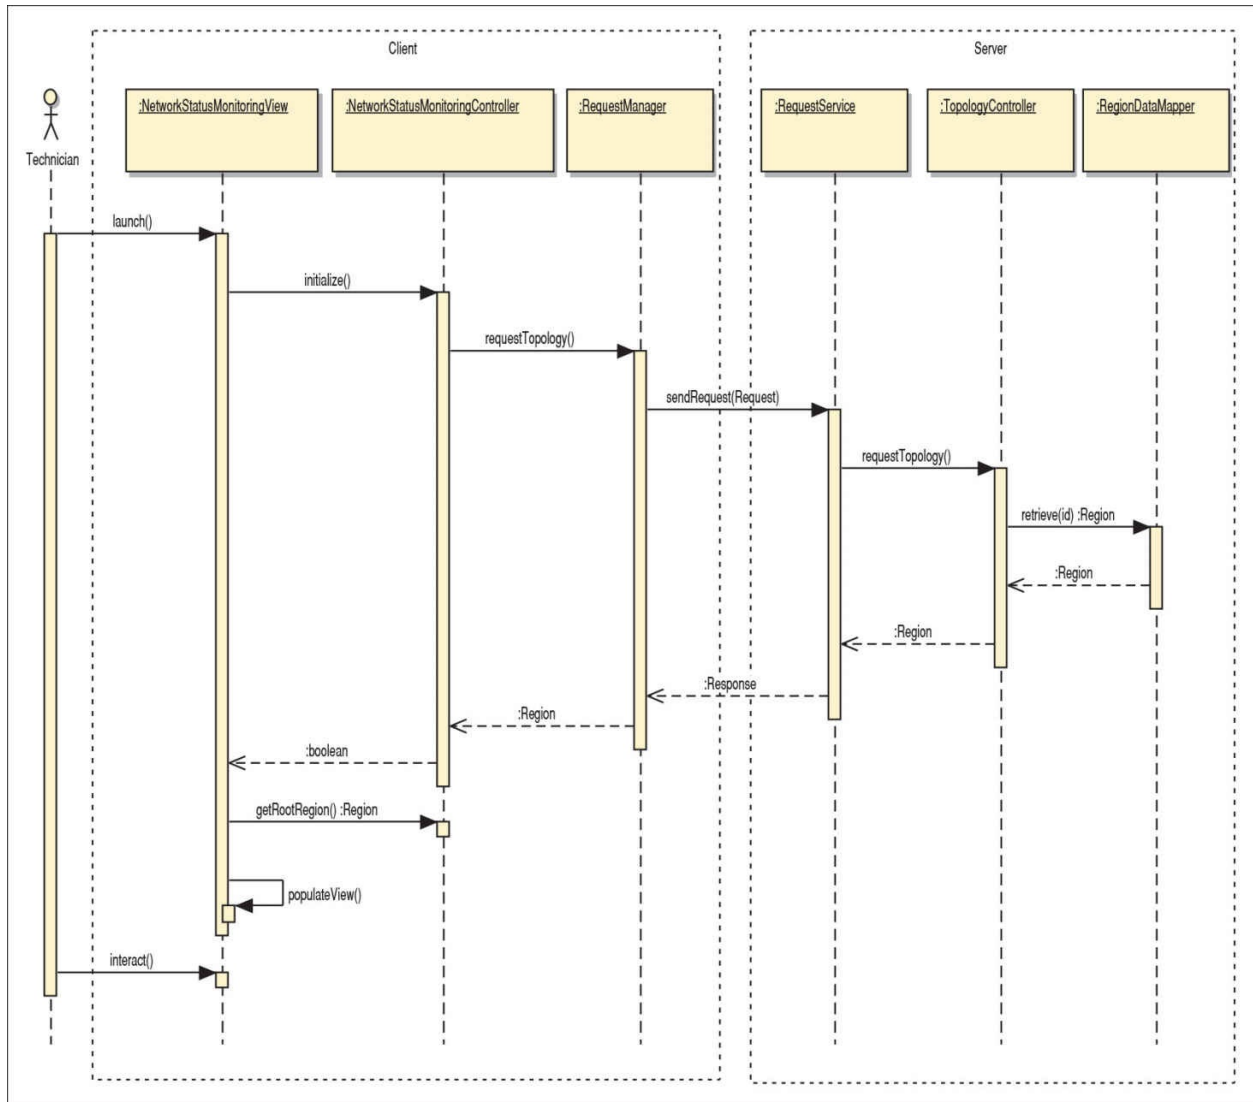 Client
Server
:NetworkStatusMonitoringView
:NetworkStatusMonitoringController
:RequestManager
:RequestService
:TopologyController
:RegionDataMapper
Technician
launch()
initialize()
requestTopology()
sendRequest(Request)
requestTopology()
retrieve(id) :Region
:Region
:Region
:Response
:Region
:boolean
getRootRegion() :Region
populateView()
interact()